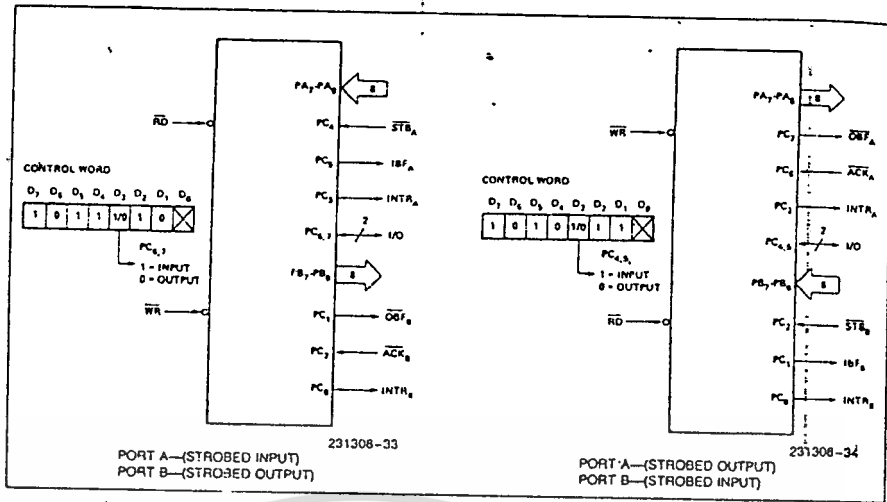 PA7-PA0
8
RD
PC4
STBA
PC5
IBFA
CONTROL WORD
D7 D6 D5 D4 D3 D2 D1 D0
1 0 1 1 1/0 1 0
PC3
INTRA
PC6,7
2
I/O
PC6,7
1 = INPUT
0 = OUTPUT
PB7-PB0
8
WR
PC1
OBFB
PC2
ACKB
PC0
INTRB
231308-33
PORT A—(STROBED INPUT)
PORT B—(STROBED OUTPUT)
PA7-PA0
8
WR
PC7
OBFA
PC6
ACKA
CONTROL WORD
D7 D6 D5 D4 D3 D2 D1 D0
1 0 1 0 1/0 1 1
PC3
INTRA
PC4,5
2
I/O
PC4,5
1 = INPUT
0 = OUTPUT
PB7-PB0
8
RD
PC2
STBB
PC1
IBFB
PC0
INTRB
231308-34
PORT A—(STROBED OUTPUT)
PORT B—(STROBED INPUT)